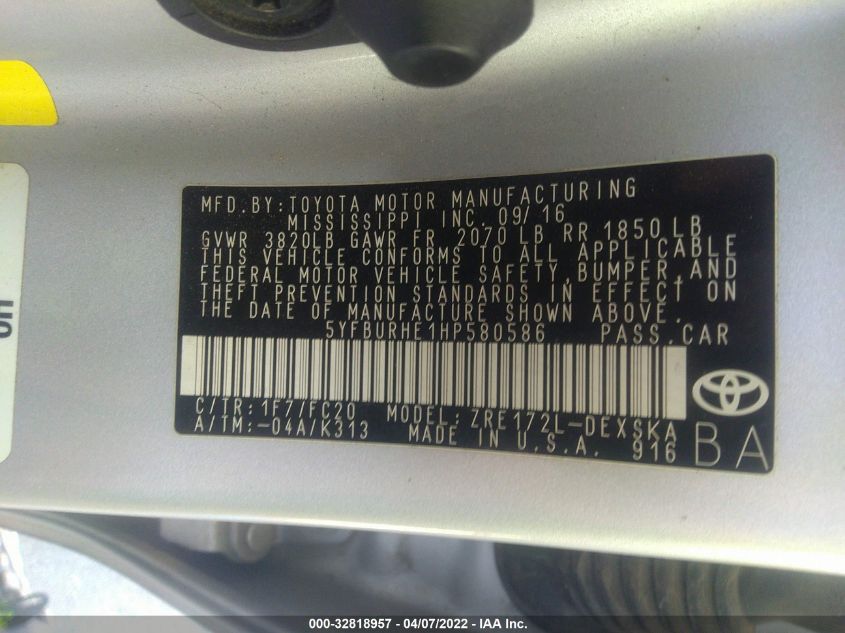 MFD.BY:TOYOTA MOTOR MANUFACTURING
MISSISSIPPI INC. 09/16
GVWR 3820LB GAWR FR 2070 LB RR 1850 LB
THIS VEHICLE CONFORMS TO ALL APPLICABLE
FEDERAL MOTOR VEHICLE SAFETY, BUMPER, AND
THEFT PREVENTION STANDARDS IN EFFECT ON
THE DATE OF MANUFACTURE SHOWN ABOVE.
5YFBURHE1HP580586 PASS.CAR
C/TR:1F7/FC20 MODEL:ZRE172L-DEXSKA
A/TM:-04A/K313 MADE IN U.S.A. 916
BA
000-32818957 - 04/07/2022 - IAA Inc.